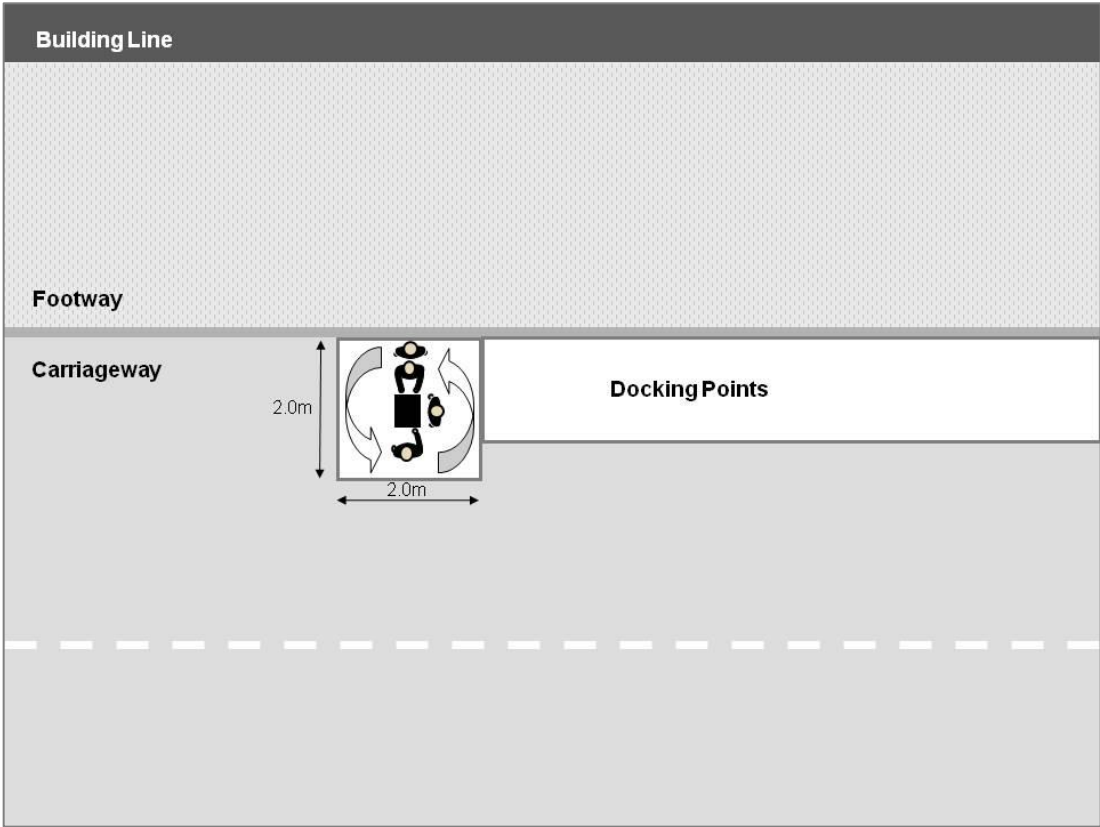 Building Line
Footway
Carriageway
Docking Points
2.0m
2.0m